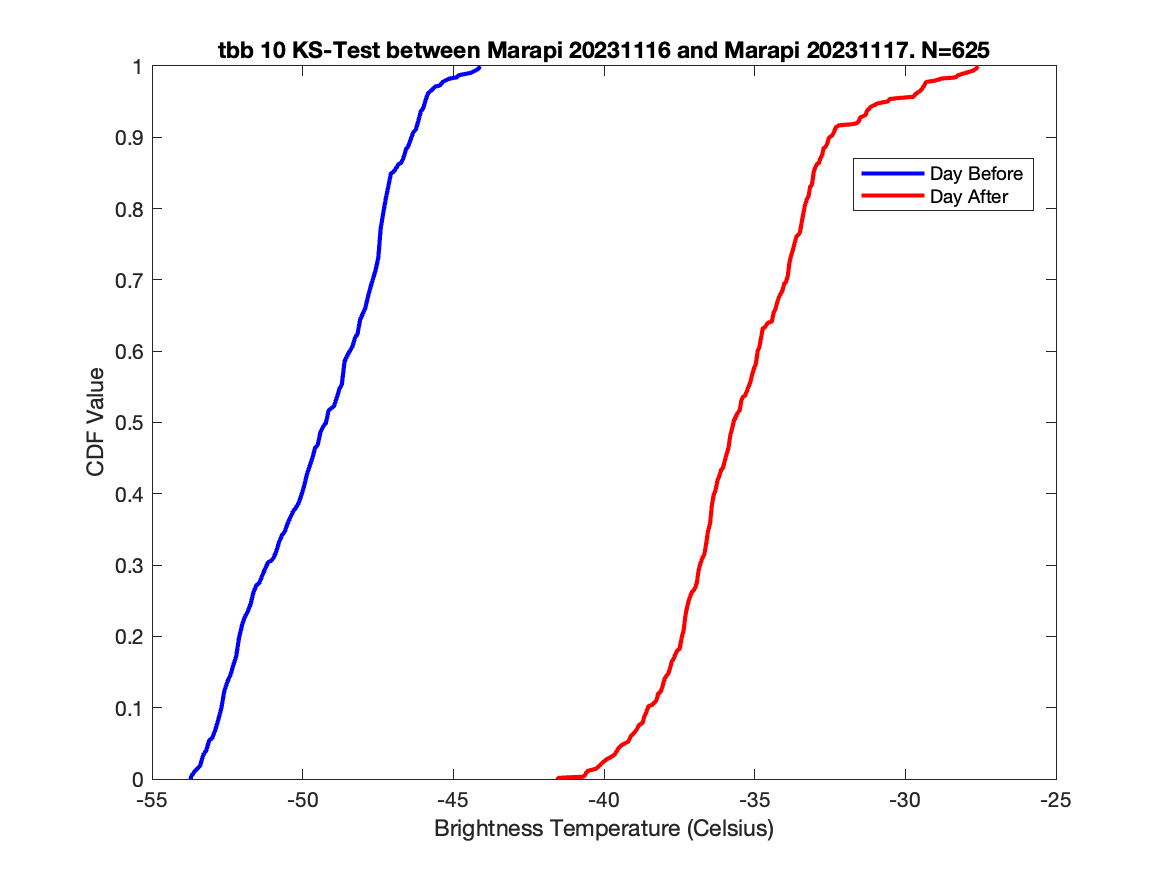 tbb 10 KS-Test between Marapi 20231116 and Marapi 20231117. N=625
1
0.9
0.8
0.7
0.6
0.5
0.4
0.3
0.2
0.1
0
CDF Value
Day Before
Day After
-55 -50 -45 -40 -35 -30 -25
Brightness Temperature (Celsius)